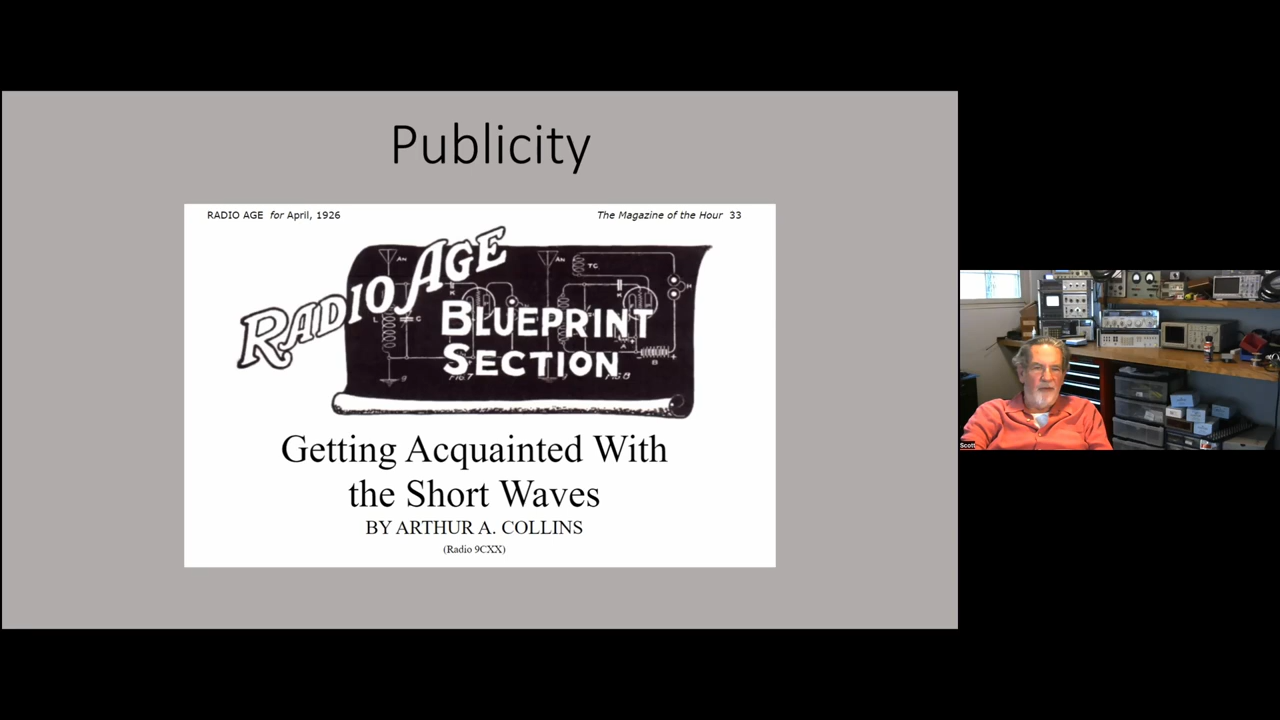 Publicity
RADIO AGE for April, 1926
The Magazine of the Hour 33
RADIO AGE
BLUEPRINT
SECTION
Getting Acquainted With
the Short Waves
BY ARTHUR A. COLLINS
(Radio 9CXX)
Scott